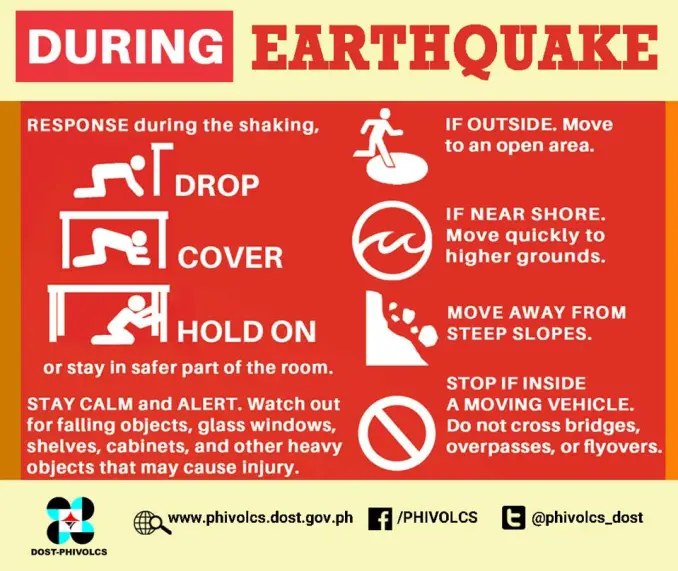 DURING EARTHQUAKE
RESPONSE during the shaking,
DROP
COVER
HOLD ON
or stay in safer part of the room.
STAY CALM and ALERT. Watch out
for falling objects, glass windows,
shelves, cabinets, and other heavy
objects that may cause injury.
IF OUTSIDE. Move
to an open area.
IF NEAR SHORE.
Move quickly to
higher grounds.
MOVE AWAY FROM
STEEP SLOPES.
STOP IF INSIDE
A MOVING VEHICLE.
Do not cross bridges,
overpasses, or flyovers.
DOST-PHIVOLCS
www.phivolcs.dost.gov.ph
/PHIVOLCS
@phivolcs_dost